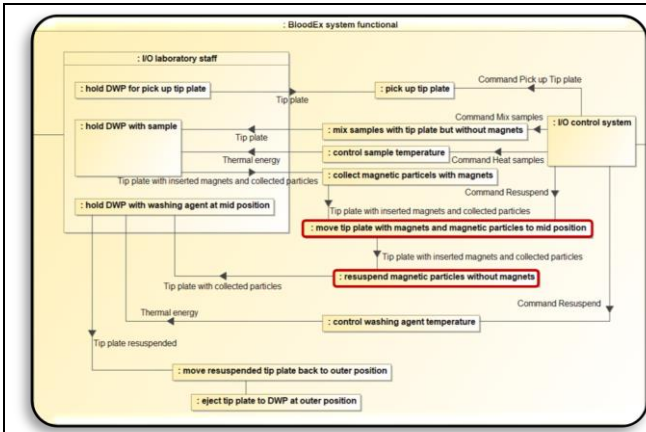 : BloodEx system functional
: I/O laboratory staff
: hold DWP for pick up tip plate
Tip plate
: pick up tip plate
Command Pick up Tip plate
: I/O control system
Command Mix samples
: hold DWP with sample
Tip plate
: mix samples with tip plate but without magnets
Thermal energy
: control sample temperature
Command Heat samples
Tip plate with inserted magnets and collected particles
: collect magnetic particels with magnets
Command Resuspend
: hold DWP with washing agent at mid position
Tip plate with inserted magnets and collected particles
: move tip plate with magnets and magnetic particles to mid position
Tip plate with inserted magnets and collected particles
: resuspend magnetic particles without magnets
Tip plate with collected particles
Command Resuspend
Thermal energy
: control washing agent temperature
Tip plate resuspended
: move resuspended tip plate back to outer position
: eject tip plate to DWP at outer position